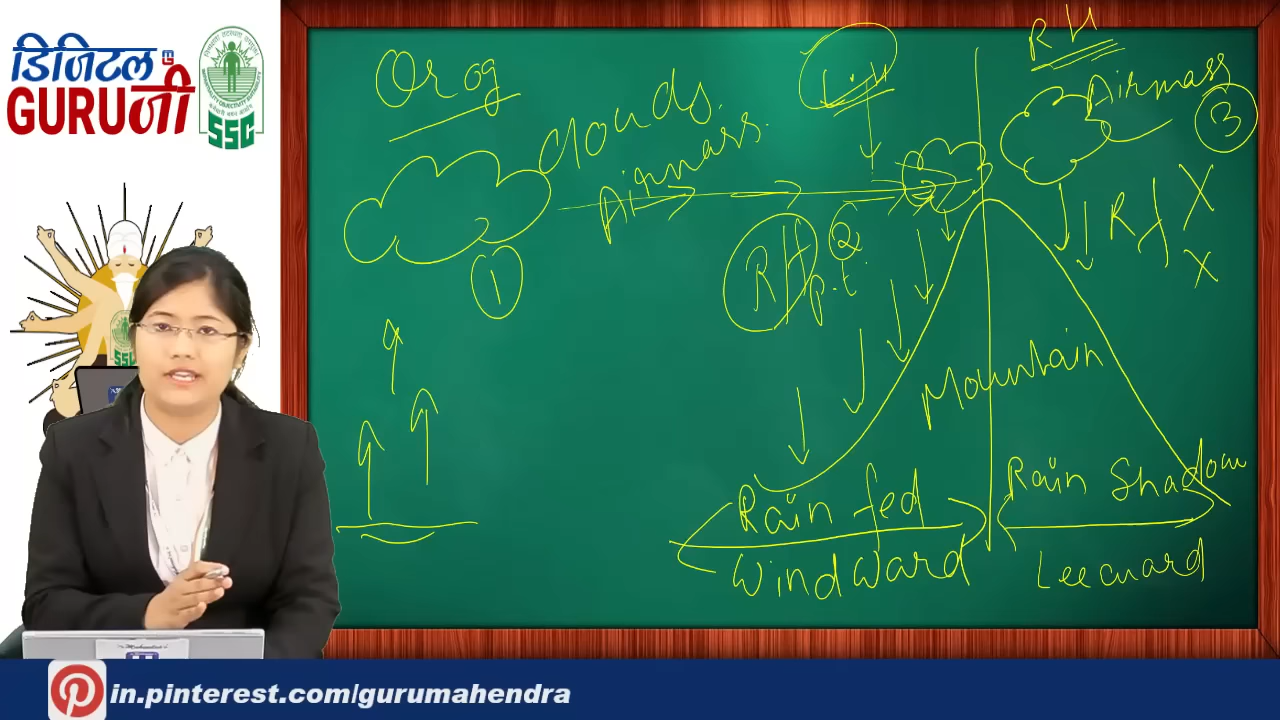 डिजिटल
GURUजी
SSC
SSC
Orog
clouds.
Airmass.
1
RH
2
p.t.
RH
Airmass
3
R
X
X
Mountain
Rain fed
Rain Shadow
Windward
Leeward
in.pinterest.com/gurumahendra